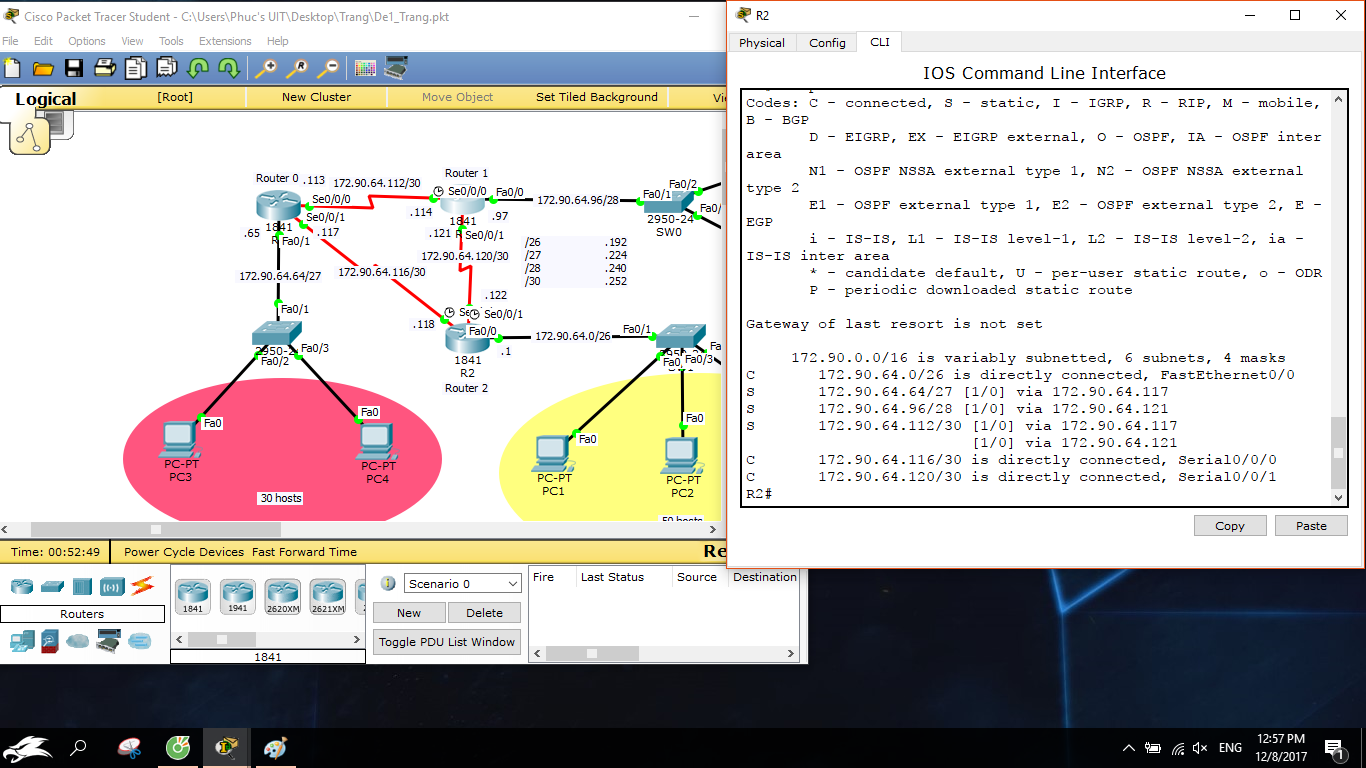 Cisco Packet Tracer Student - C:\Users\Phuc's UIT\Desktop\Trang\De1_Trang.pkt
File Edit Options View Tools Extensions Help
Logical [Root] New Cluster Move Object Set Tiled Background
Router 0
.113
172.90.64.112/30
Router 1
Se0/0/0
Se0/0/0
Fa0/0
Fa0/1
Fa0/2
172.90.64.96/28
Fa0/
Se0/0/1
.114
.97
1841
1841
2950-24
SW0
.65
Fa0/1
.117
.121
Se0/0/1
172.90.64.120/30
172.90.64.64/27
172.90.64.116/30
/26 .192
/27 .224
/28 .240
/30 .252
.122
Fa0/1
.118
Se0/0/1
Fa0/0
172.90.64.0/26
Fa0/1
.1
Fa0/3
Fa0/2
Fa0/3
1841
R2
Router 2
Fa0
Fa0
Fa0
Fa0
PC-PT
PC3
PC-PT
PC4
PC-PT
PC1
PC-PT
PC2
30 hosts
Time: 00:52:49 Power Cycle Devices Fast Forward Time
Routers
1841 1941 2620XM 2621XM
1841
Scenario 0
New Delete
Toggle PDU List Window
Fire Last Status Source Destination
R2
Physical Config CLI
IOS Command Line Interface
Codes: C - connected, S - static, I - IGRP, R - RIP, M - mobile,
B - BGP
D - EIGRP, EX - EIGRP external, O - OSPF, IA - OSPF inter
area
N1 - OSPF NSSA external type 1, N2 - OSPF NSSA external
type 2
E1 - OSPF external type 1, E2 - OSPF external type 2, E -
EGP
i - IS-IS, L1 - IS-IS level-1, L2 - IS-IS level-2, ia -
IS-IS inter area
* - candidate default, U - per-user static route, o - ODR
P - periodic downloaded static route
Gateway of last resort is not set
172.90.0.0/16 is variably subnetted, 6 subnets, 4 masks
C 172.90.64.0/26 is directly connected, FastEthernet0/0
S 172.90.64.64/27 [1/0] via 172.90.64.117
S 172.90.64.96/28 [1/0] via 172.90.64.121
S 172.90.64.112/30 [1/0] via 172.90.64.117
[1/0] via 172.90.64.121
C 172.90.64.116/30 is directly connected, Serial0/0/0
C 172.90.64.120/30 is directly connected, Serial0/0/1
R2#
Copy Paste
ENG
12:57 PM
12/8/2017
1